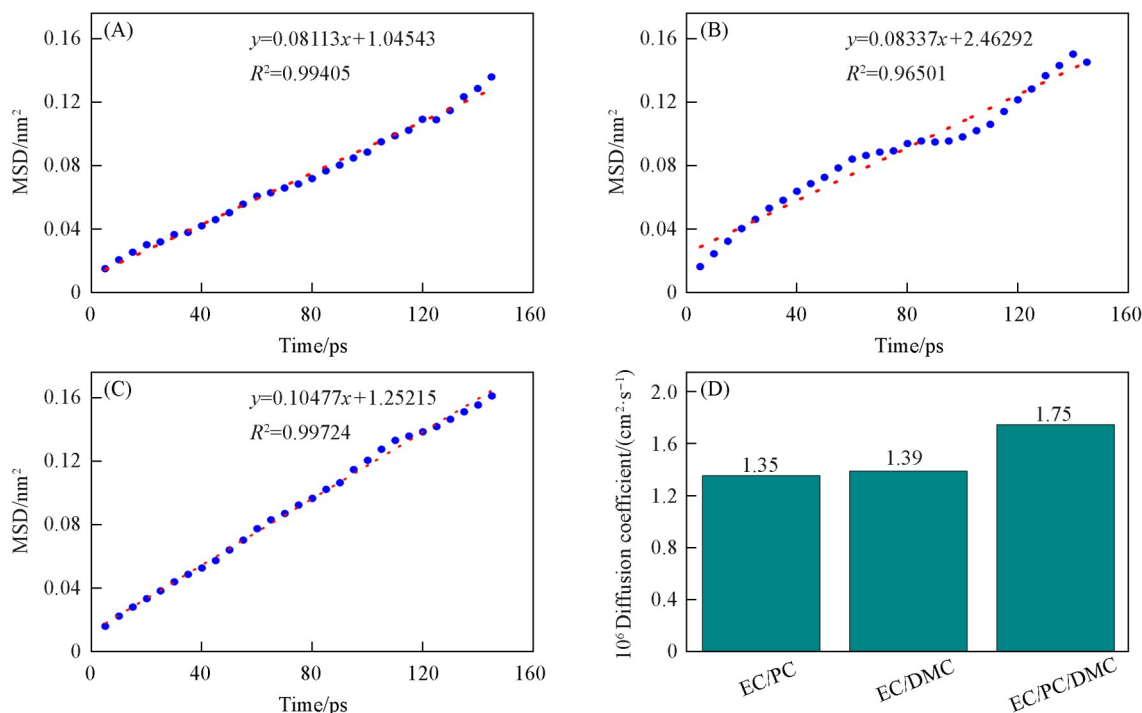 (A)
y=0.08113x+1.04543
R²=0.99405
0.16
0.12
0.08
0.04
0
MSD/nm²
0 40 80 120 160
Time/ps
(B)
y=0.08337x+2.46292
R²=0.96501
0.16
0.12
0.08
0.04
0
MSD/nm²
0 40 80 120 160
Time/ps
(C)
y=0.10477x+1.25215
R²=0.99724
0.16
0.12
0.08
0.04
0
MSD/nm²
0 40 80 120 160
Time/ps
(D)
2.0
1.6
1.2
0.8
0.4
0
10⁶ Diffusion coefficient/(cm²·s⁻¹)
1.35 1.39 1.75
EC/PC EC/DMC EC/PC/DMC